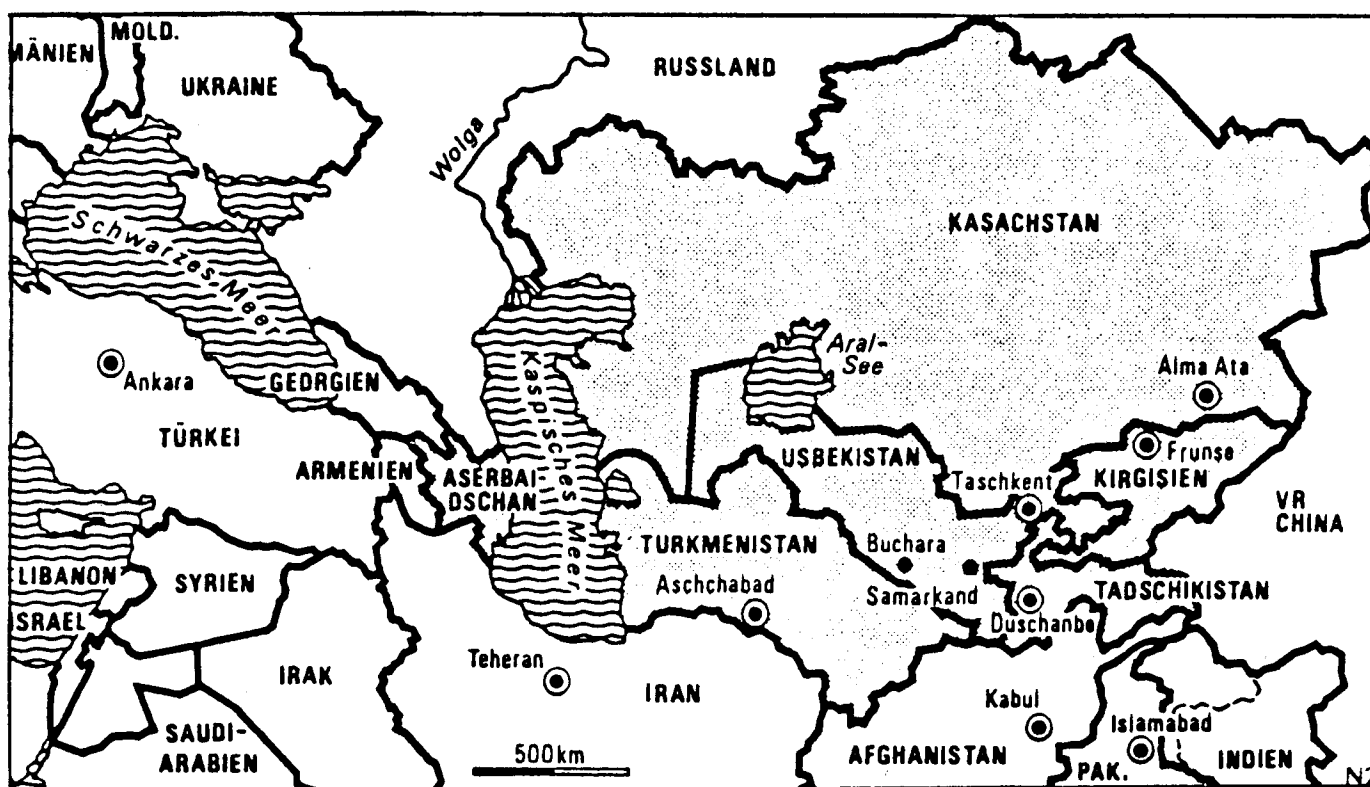 MOLD.
MÄNIEN
UKRAINE
RUSSLAND
Wolga
KASACHSTAN
Schwarzes Meer
Aral-
See
Alma Ata
Ankara
GEORGIEN
Kaspisches Meer
TÜRKEI
Frunse
ARMENIEN
ASERBAI-
DSCHAN
USBEKISTAN
KIRGISIEN
Taschkent
VR
CHINA
TURKMENISTAN
Buchara
LIBANON
SYRIEN
Aschchabad
Samarkand
TADSCHIKISTAN
ISRAEL
Duschanbe
Teheran
IRAK
IRAN
Kabul
Islamabad
SAUDI-
ARABIEN
500km
AFGHANISTAN
PAK.
INDIEN